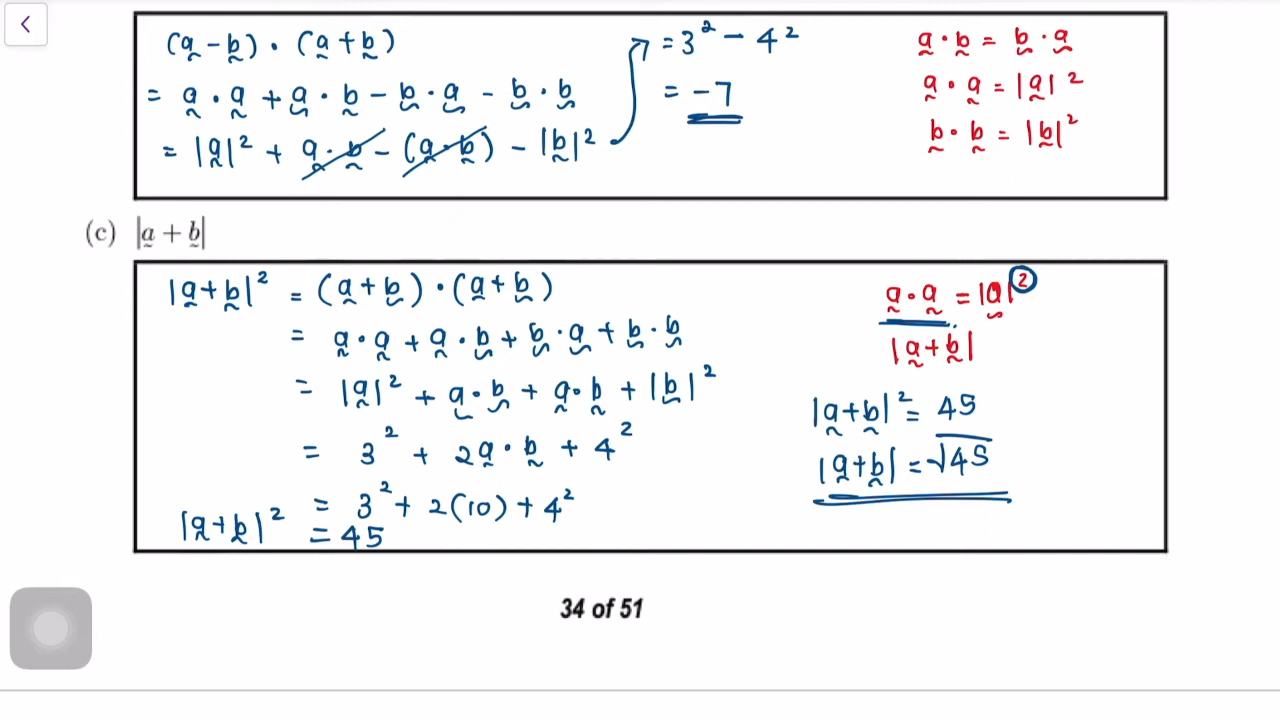 (a - b) · (a + b)
= a · a + a · b - b · a - b · b
= |a|² + a · b - (a · b) - |b|²
= 3² - 4²
= -7
a · b = b · a
a · a = |a|²
b · b = |b|²
(c) |a + b|
|a + b|² = (a + b) · (a + b)
= a · a + a · b + b · a + b · b
= |a|² + a · b + a · b + |b|²
= 3² + 2a · b + 4²
= 3² + 2(10) + 4²
|a + b|² = 45
a · a = |a|²
|a + b|
|a + b|² = 45
|a + b| = √45
34 of 51